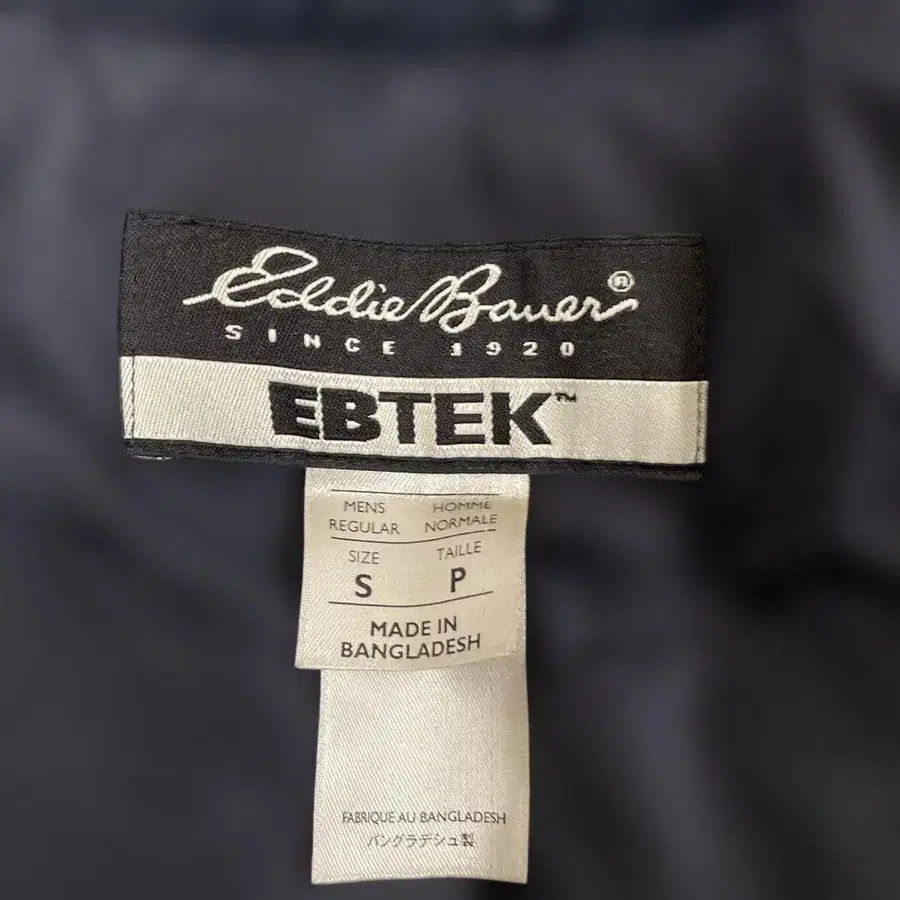 Eddie Bauer®
SINCE 1920
EBTEK™
MENS HOMME
REGULAR NORMALE
SIZE TAILLE
S P
MADE IN
BANGLADESH
FABRIQUE AU BANGLADESH
バングラデシュ製